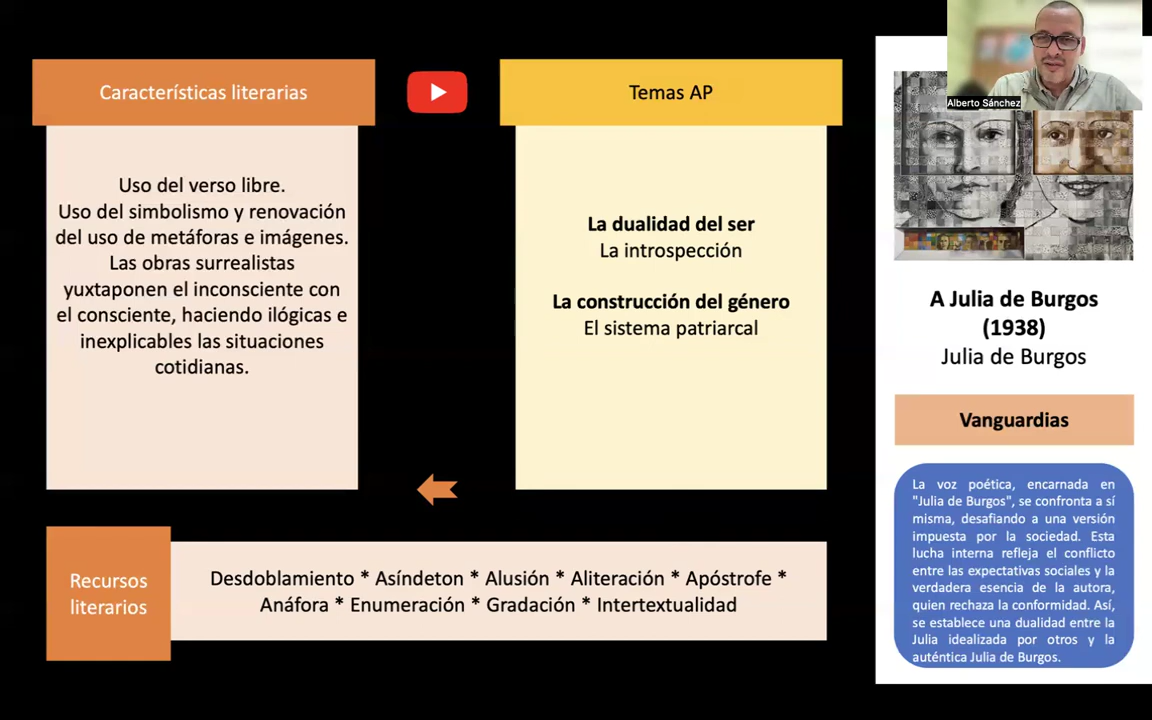 Características literarias
Uso del verso libre.
Uso del simbolismo y renovación
del uso de metáforas e imágenes.
Las obras surrealistas
yuxtaponen el inconsciente con
el consciente, haciendo ilógicas e
inexplicables las situaciones
cotidianas.
Temas AP
La dualidad del ser
La introspección
La construcción del género
El sistema patriarcal
Recursos
literarios
Desdoblamiento * Asíndeton * Alusión * Aliteración * Apóstrofe *
Anáfora * Enumeración * Gradación * Intertextualidad
Alberto Sánchez
A Julia de Burgos
(1938)
Julia de Burgos
Vanguardias
La voz poética, encarnada en
"Julia de Burgos", se confronta a sí
misma, desafiando a una versión
impuesta por la sociedad. Esta
lucha interna refleja el conflicto
entre las expectativas sociales y la
verdadera esencia de la autora,
quien rechaza la conformidad. Así,
se establece una dualidad entre la
Julia idealizada por otros y la
auténtica Julia de Burgos.